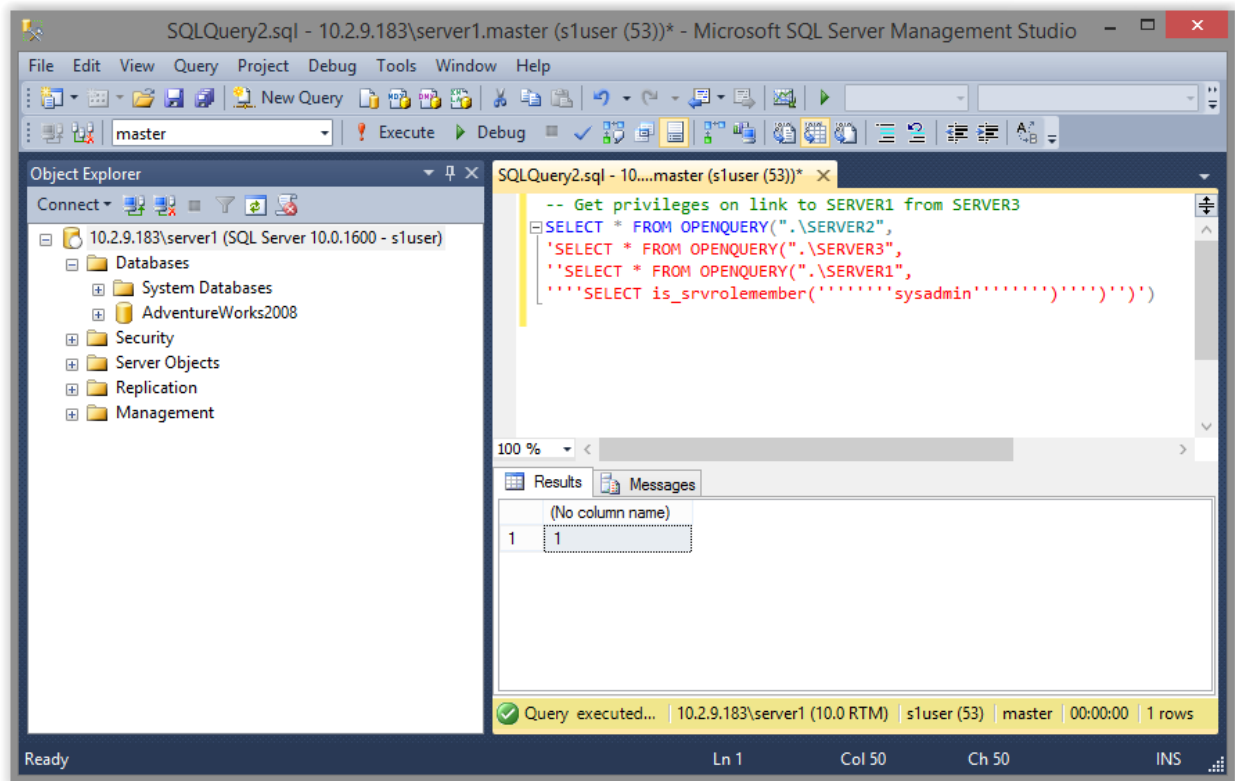 SQLQuery2.sql - 10.2.9.183\server1.master (s1user (53))* - Microsoft SQL Server Management Studio
File Edit View Query Project Debug Tools Window Help
New Query
master Execute Debug
Object Explorer
Connect
10.2.9.183\server1 (SQL Server 10.0.1600 - s1user)
Databases
System Databases
AdventureWorks2008
Security
Server Objects
Replication
Management
SQLQuery2.sql - 10....master (s1user (53))*
-- Get privileges on link to SERVER1 from SERVER3
SELECT * FROM OPENQUERY(".\SERVER2",
'SELECT * FROM OPENQUERY(".\SERVER3",
''SELECT * FROM OPENQUERY(".\SERVER1",
''''SELECT is_srvrolemember(''''''''sysadmin'''''''')'''')'')')
100 %
Results Messages
(No column name)
1 1
Query executed... 10.2.9.183\server1 (10.0 RTM) s1user (53) master 00:00:00 1 rows
Ready Ln 1 Col 50 Ch 50 INS